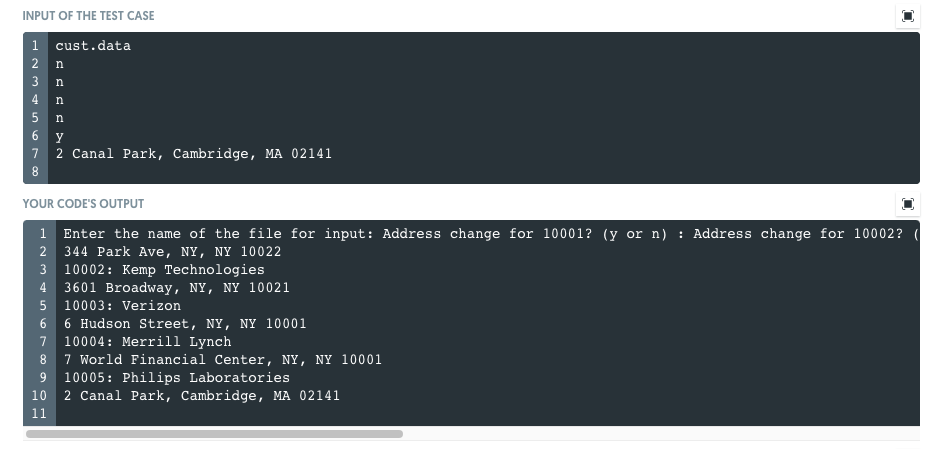 INPUT OF THE TEST CASE
1 cust.data
2 n
3 n
4 n
5 n
6 y
7 2 Canal Park, Cambridge, MA 02141
8
YOUR CODE'S OUTPUT
1 Enter the name of the file for input: Address change for 10001? (y or n) : Address change for 10002? (
2 344 Park Ave, NY, NY 10022
3 10002: Kemp Technologies
4 3601 Broadway, NY, NY 10021
5 10003: Verizon
6 6 Hudson Street, NY, NY 10001
7 10004: Merrill Lynch
8 7 World Financial Center, NY, NY 10001
9 10005: Philips Laboratories
10 2 Canal Park, Cambridge, MA 02141
11